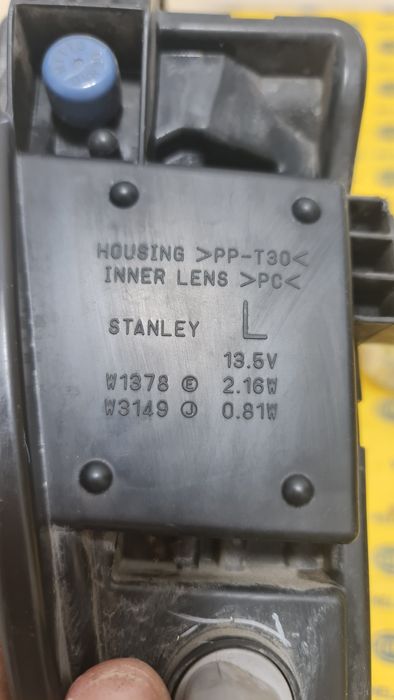 HOUSING >PP-T30<
INNER LENS >PC<
STANLEY L
13.5V
W1378 Ⓔ 2.16W
W3149 Ⓙ 0.81W